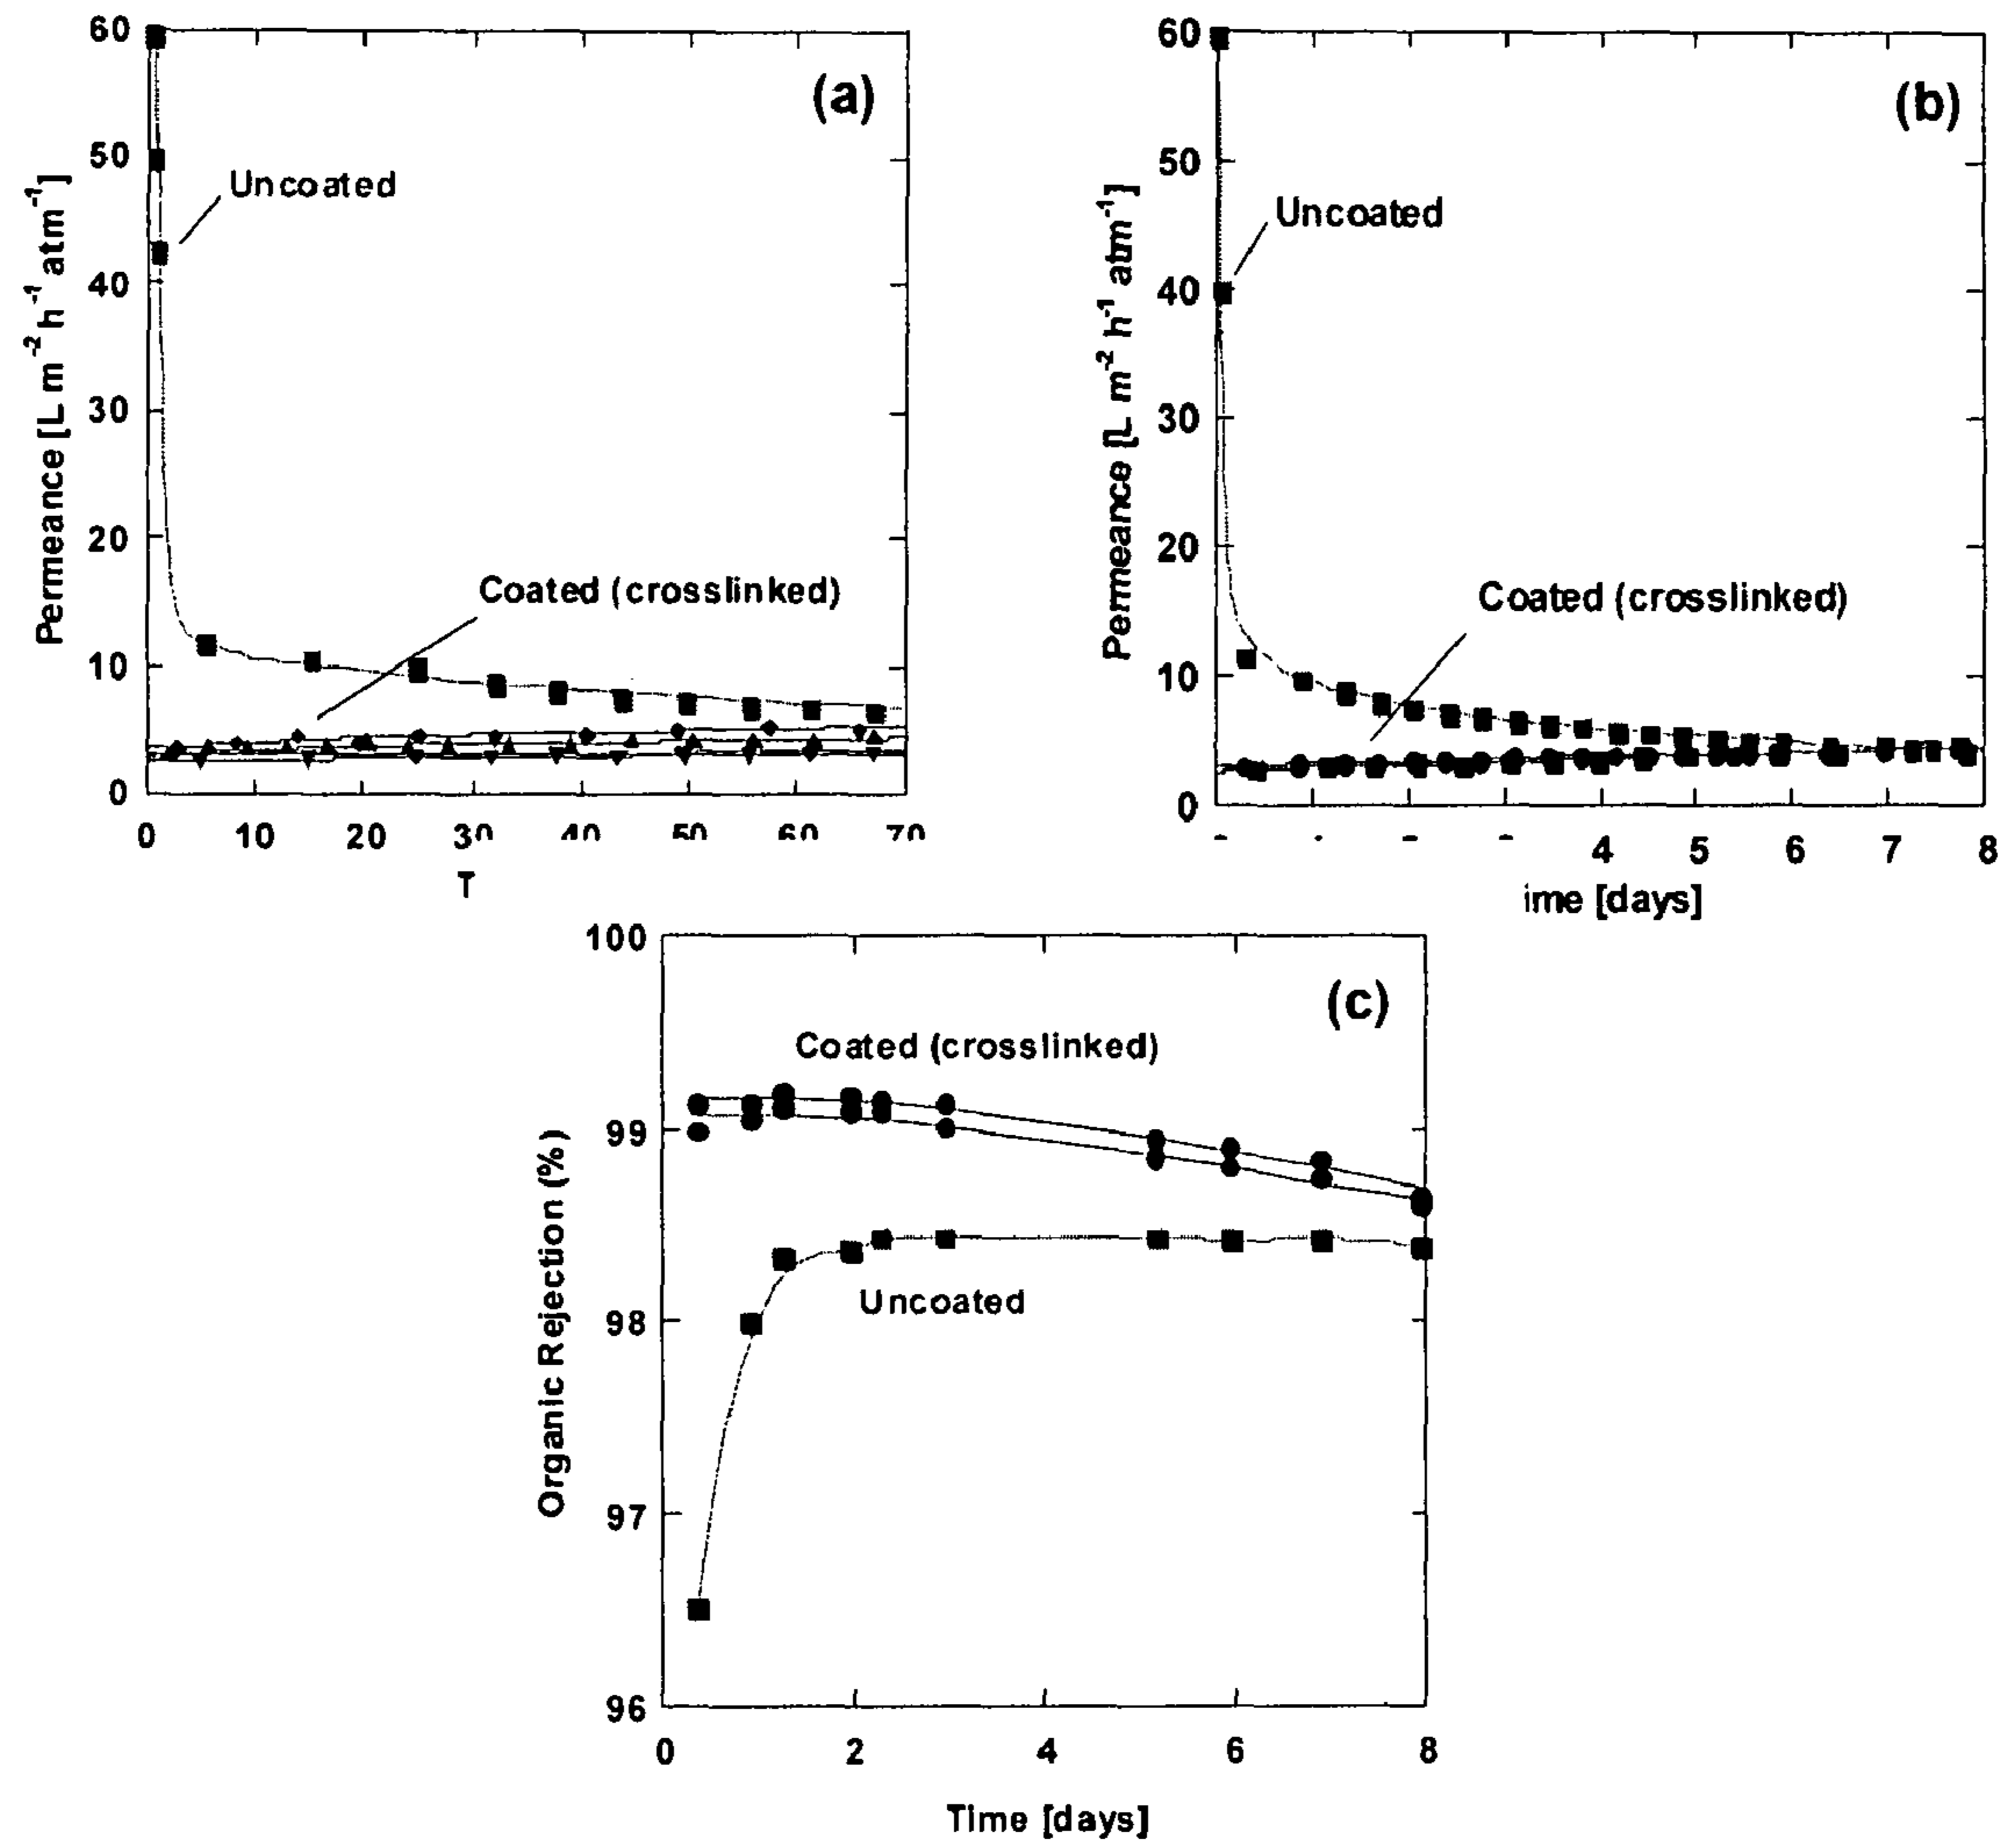 60
50
40
30
20
10
0
Permeance [L m⁻² h⁻¹ atm⁻¹]
(a)
Uncoated
Coated (crosslinked)
0 10 20 30 40 50 60 70
T
60
50
40
30
20
10
0
Permeance [L m⁻² h⁻¹ atm⁻¹]
(b)
Uncoated
Coated (crosslinked)
4 5 6 7 8
ime [days]
100
99
98
97
96
Organic Rejection (%)
(c)
Coated (crosslinked)
Uncoated
0 2 4 6 8
Time [days]